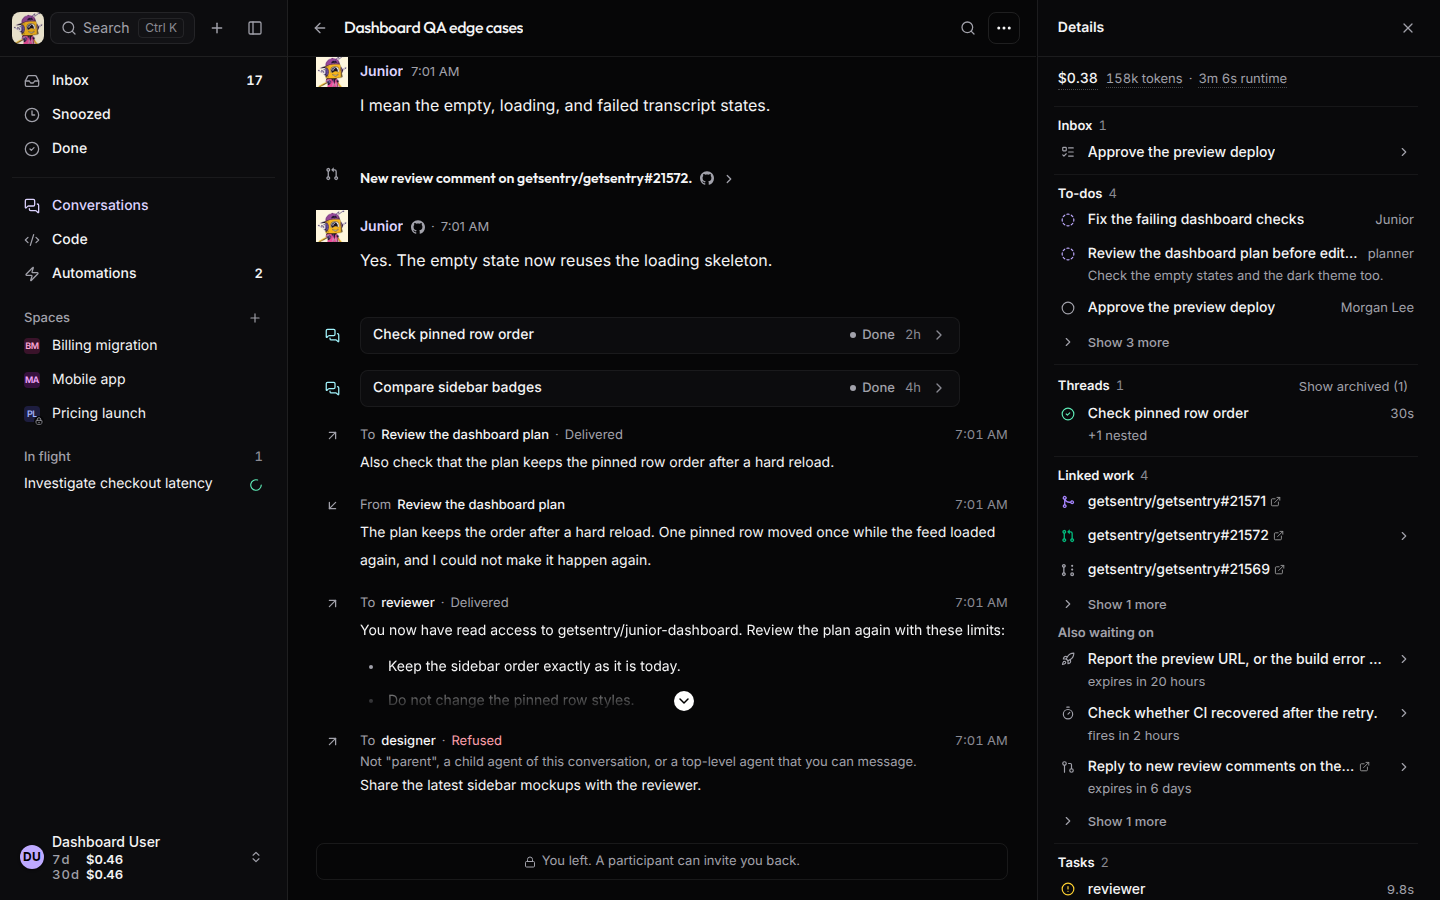 Search Ctrl K
Inbox 17
Snoozed
Done
Conversations
Code
Automations 2
Spaces
BM Billing migration
MA Mobile app
PL Pricing launch
In flight 1
Investigate checkout latency
DU Dashboard User
7d $0.46
30d $0.46
Dashboard QA edge cases
Junior 7:01 AM
I mean the empty, loading, and failed transcript states.
New review comment on getsentry/getsentry#21572.
Junior · 7:01 AM
Yes. The empty state now reuses the loading skeleton.
Check pinned row order Done 2h
Compare sidebar badges Done 4h
To Review the dashboard plan · Delivered 7:01 AM
Also check that the plan keeps the pinned row order after a hard reload.
From Review the dashboard plan 7:01 AM
The plan keeps the order after a hard reload. One pinned row moved once while the feed loaded
again, and I could not make it happen again.
To reviewer · Delivered 7:01 AM
You now have read access to getsentry/junior-dashboard. Review the plan again with these limits:
• Keep the sidebar order exactly as it is today.
• Do not change the pinned row styles.
To designer · Refused 7:01 AM
Not "parent", a child agent of this conversation, or a top-level agent that you can message.
Share the latest sidebar mockups with the reviewer.
You left. A participant can invite you back.
Details
$0.38 158k tokens · 3m 6s runtime
Inbox 1
Approve the preview deploy
To-dos 4
Fix the failing dashboard checks Junior
Review the dashboard plan before edit... planner
Check the empty states and the dark theme too.
Approve the preview deploy Morgan Lee
Show 3 more
Threads 1 Show archived (1)
Check pinned row order 30s
+1 nested
Linked work 4
getsentry/getsentry#21571
getsentry/getsentry#21572
getsentry/getsentry#21569
Show 1 more
Also waiting on
Report the preview URL, or the build error ...
expires in 20 hours
Check whether CI recovered after the retry.
fires in 2 hours
Reply to new review comments on the...
expires in 6 days
Show 1 more
Tasks 2
reviewer 9.8s